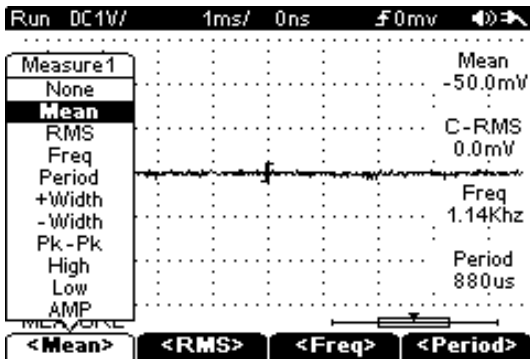 Run DC1V/ 1ms/ 0ns 0mv
Measure1
None
Mean
RMS
Freq
Period
+Width
-Width
Pk-Pk
High
Low
AMP
Mean
-50.0mV
C-RMS
0.0mV
Freq
1.14Khz
Period
880us
<Mean> <RMS> <Freq> <Period>